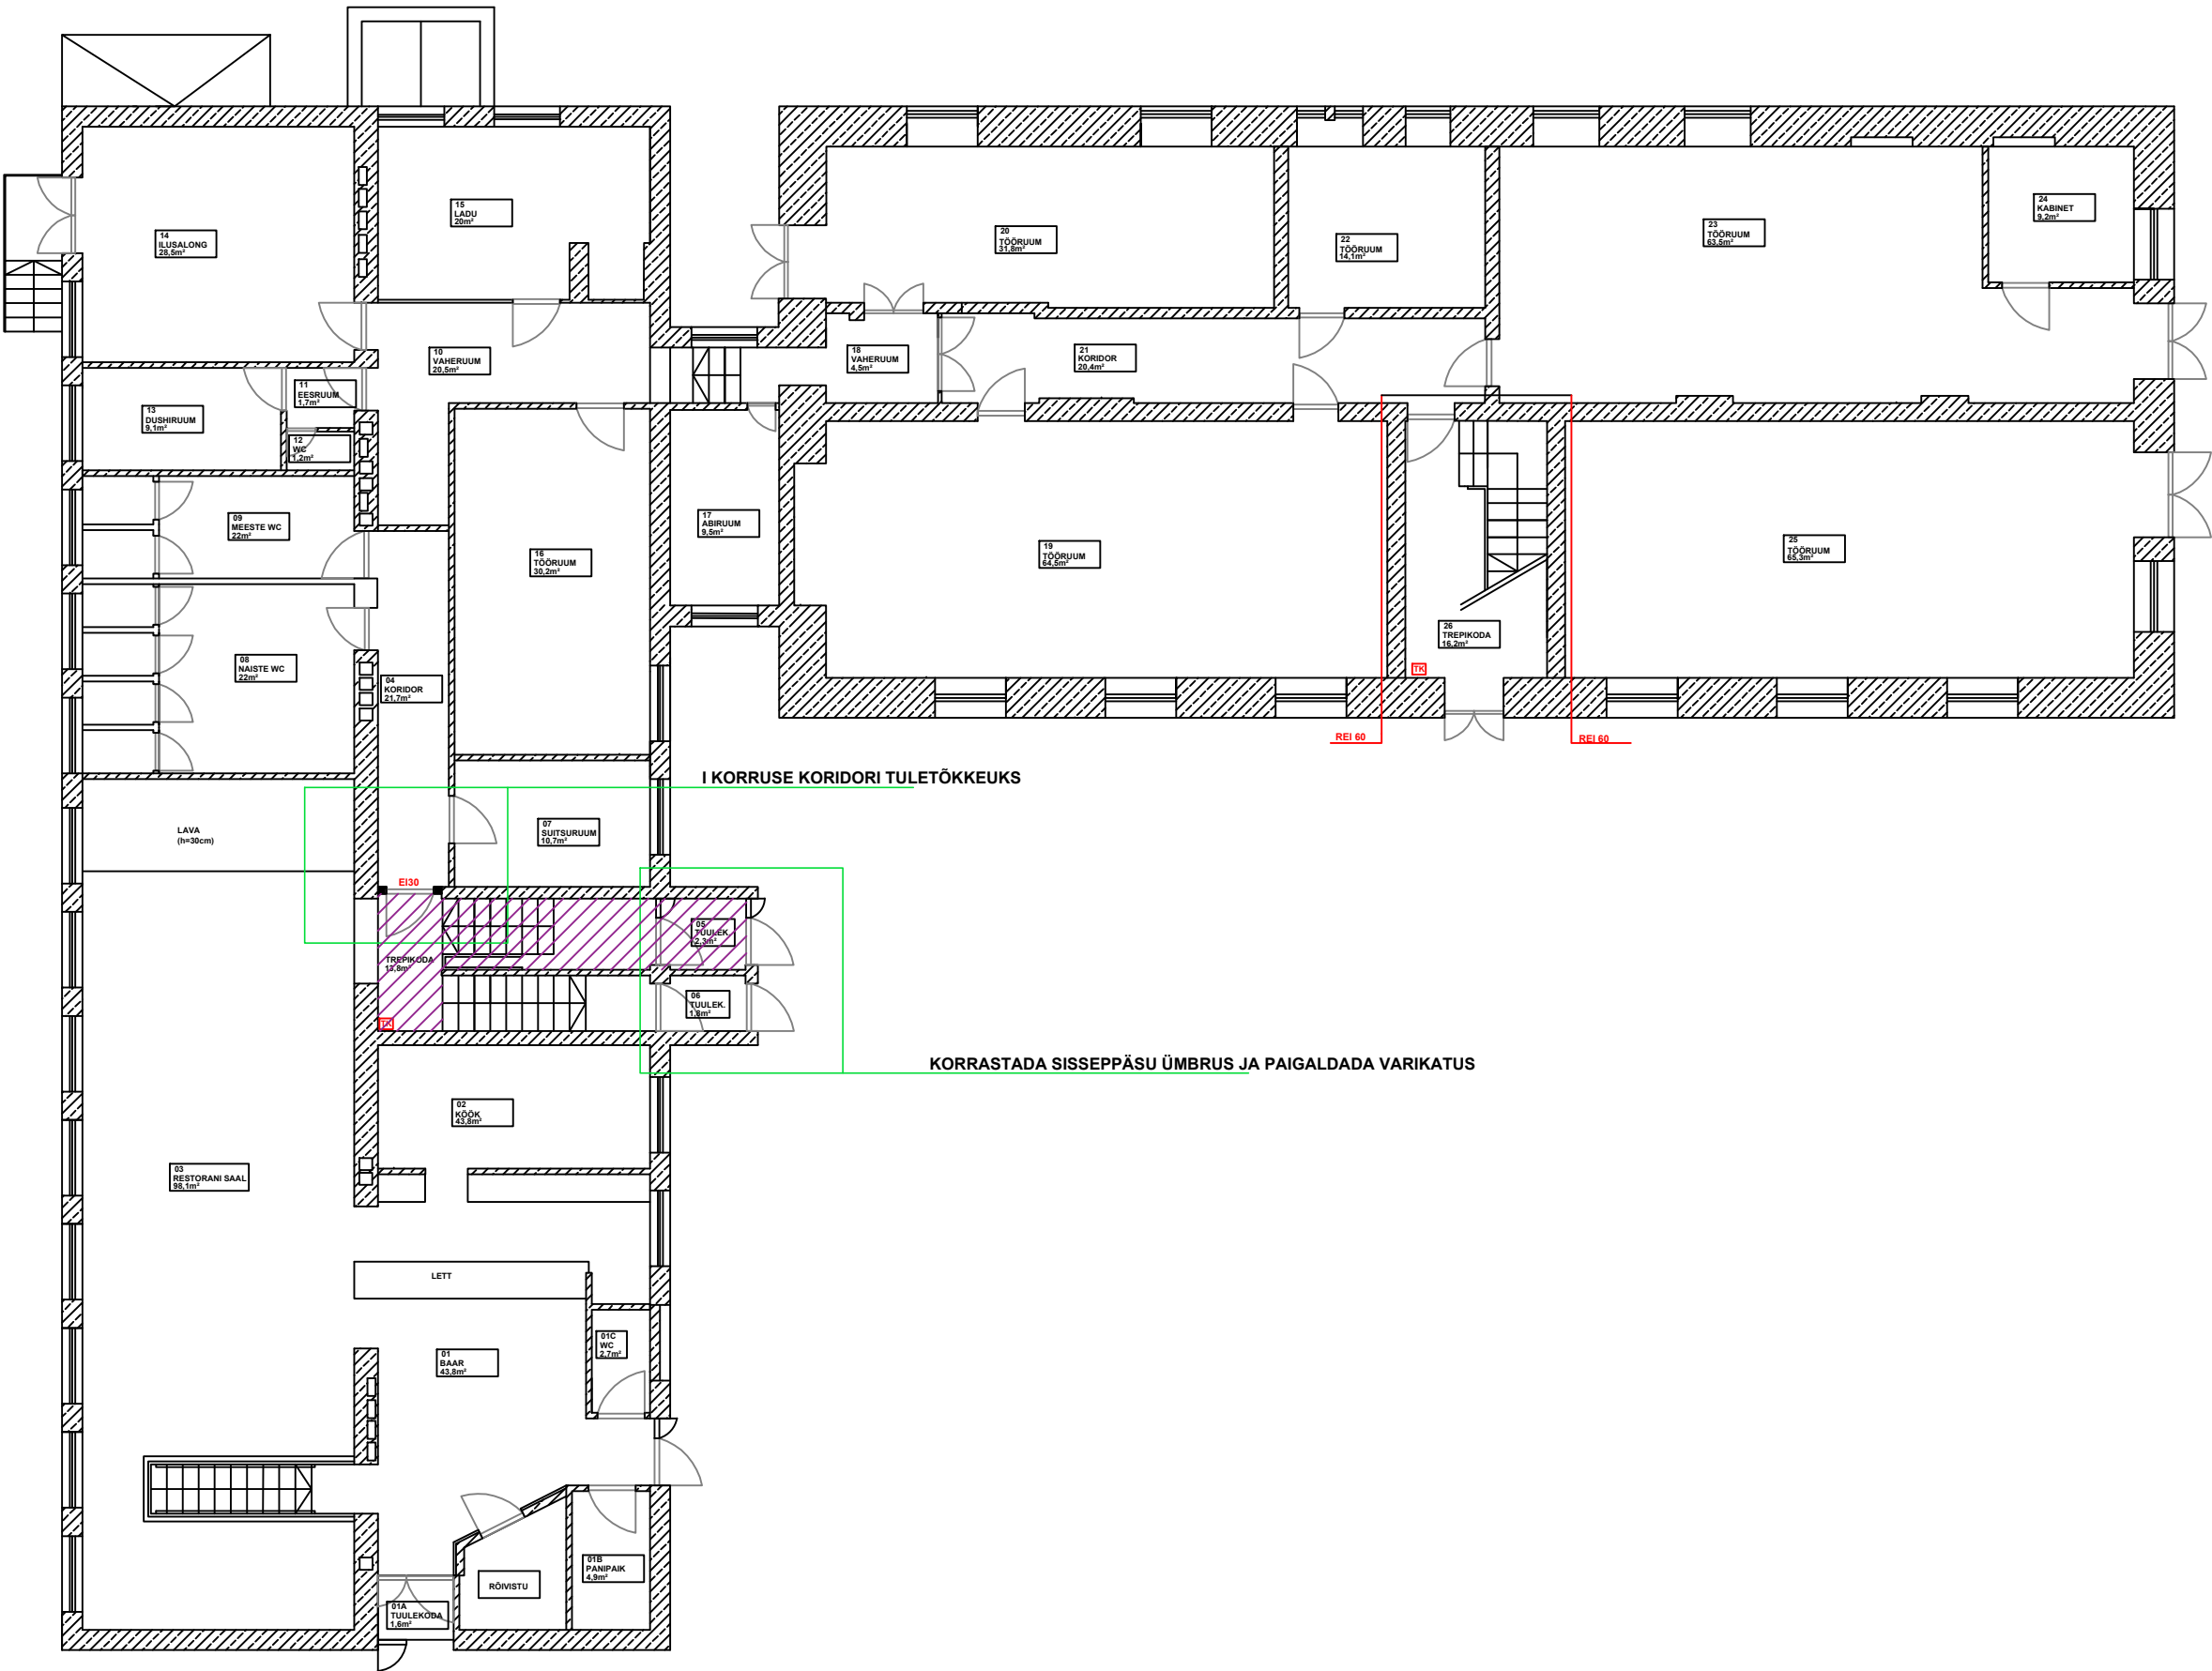 14
ILUSALONG
28,5m²
15
LADU
20m²
20
TÖÖRUUM
31,8m²
22
TÖÖRUUM
14,1m²
23
TÖÖRUUM
63,5m²
24
KABINET
9,2m²
10
VAHERUUM
20,5m²
18
VAHERUUM
4,5m²
21
KORIDOR
20,4m²
11
EESRUUM
1,7m²
13
DUSHIRUUM
9,1m²
12
WC
1,2m²
09
MEESTE WC
22m²
16
TÖÖRUUM
30,2m²
17
ABIRUUM
9,5m²
19
TÖÖRUUM
64,5m²
25
TÖÖRUUM
65,3m²
26
TREPIKODA
16,2m²
TK
08
NAISTE WC
22m²
04
KORIDOR
21,7m²
REI 60
REI 60
I KORRUSE KORIDORI TULETÕKKEUKS
LAVA
(h=30cm)
07
SUITSURUUM
10,7m²
EI30
05
TUULEK
2,3m²
TREPIKODA
13,8m²
06
TUULEK.
1,8m²
TK
KORRASTADA SISSEPPÄSU ÜMBRUS JA PAIGALDADA VARIKATUS
02
KÖÖK
43,8m²
03
RESTORANI SAAL
98,1m²
LETT
01C
WC
2,7m²
01
BAAR
43,8m²
01B
PANIPAIK
4,9m²
RÕIVISTU
01A
TUULEKODA
1,6m²